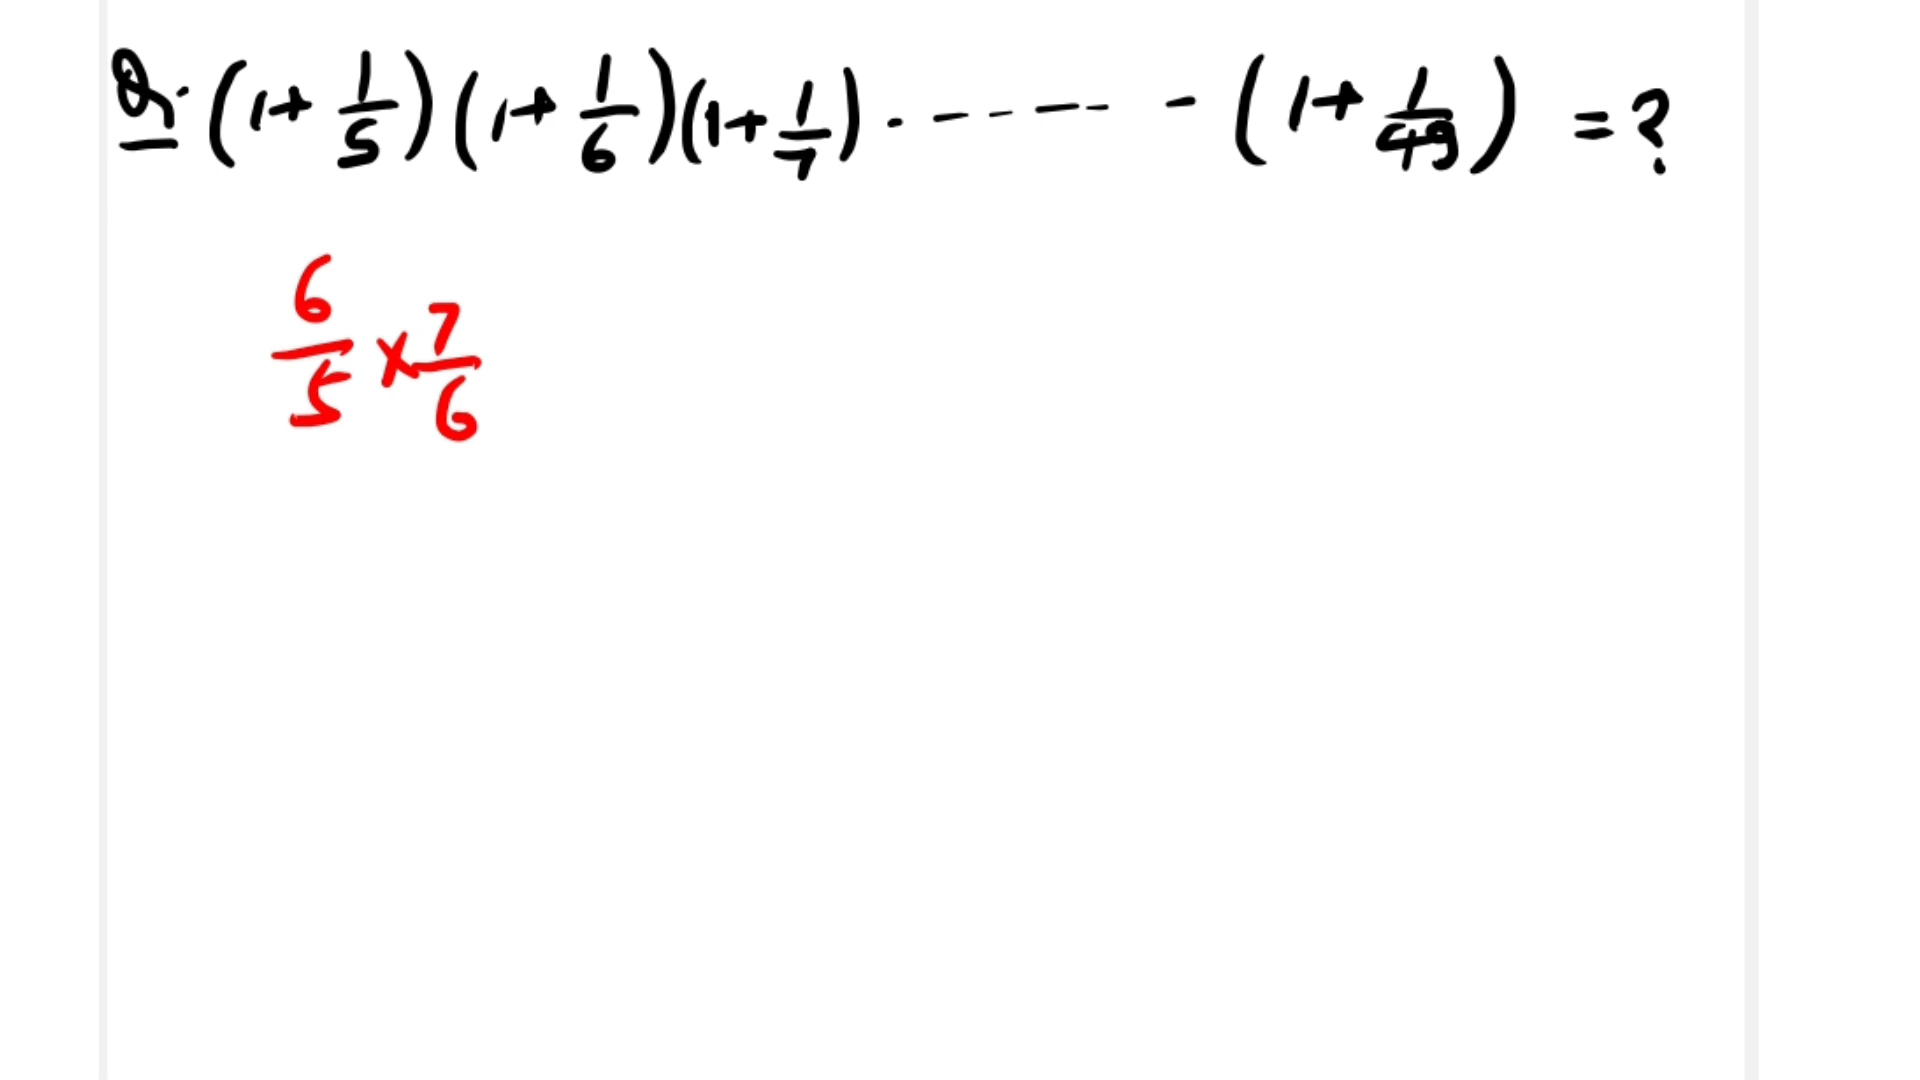 Q. (1+1/5)(1+1/6)(1+1/7).------(1+1/49) = ?
6/5 x 7/6